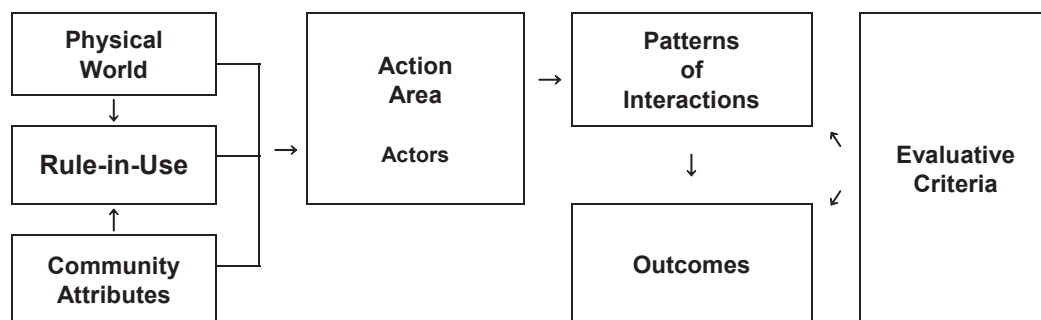 Physical
World
Rule-in-Use
Community
Attributes
Action
Area
Actors
Patterns
of
Interactions
Outcomes
Evaluative
Criteria